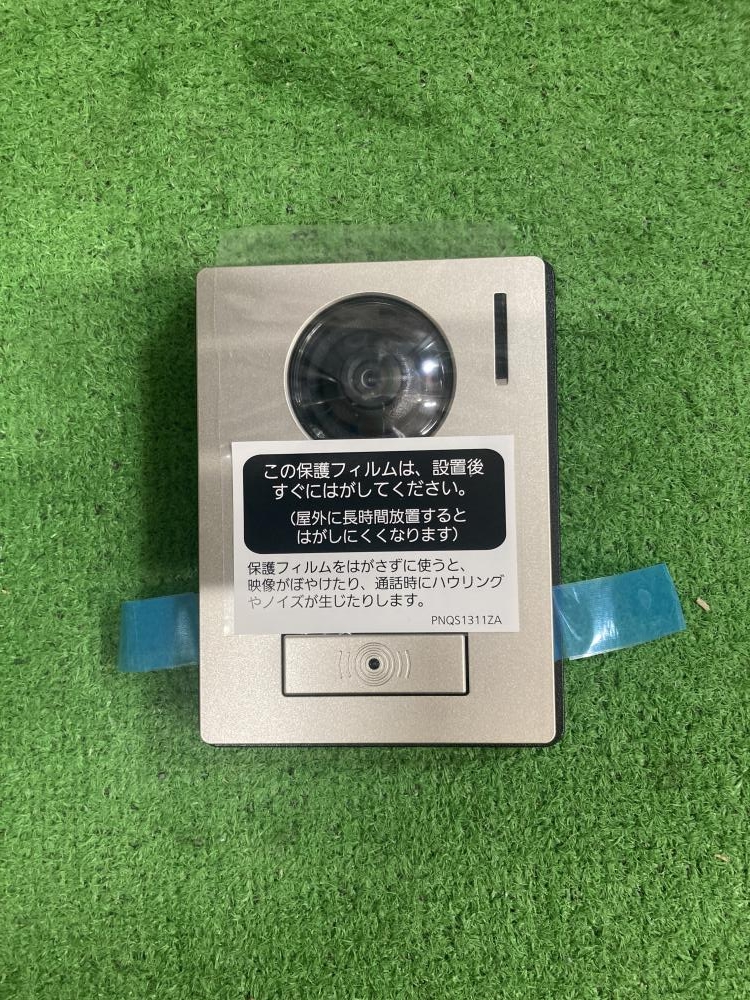 この保護フィルムは、設置後
すぐにはがしてください。
（屋外に長時間放置すると
はがしにくくなります）
保護フィルムをはがさずに使うと、
映像がぼやけたり、通話時にハウリング
やノイズが生じたりします。
PNQS1311ZA